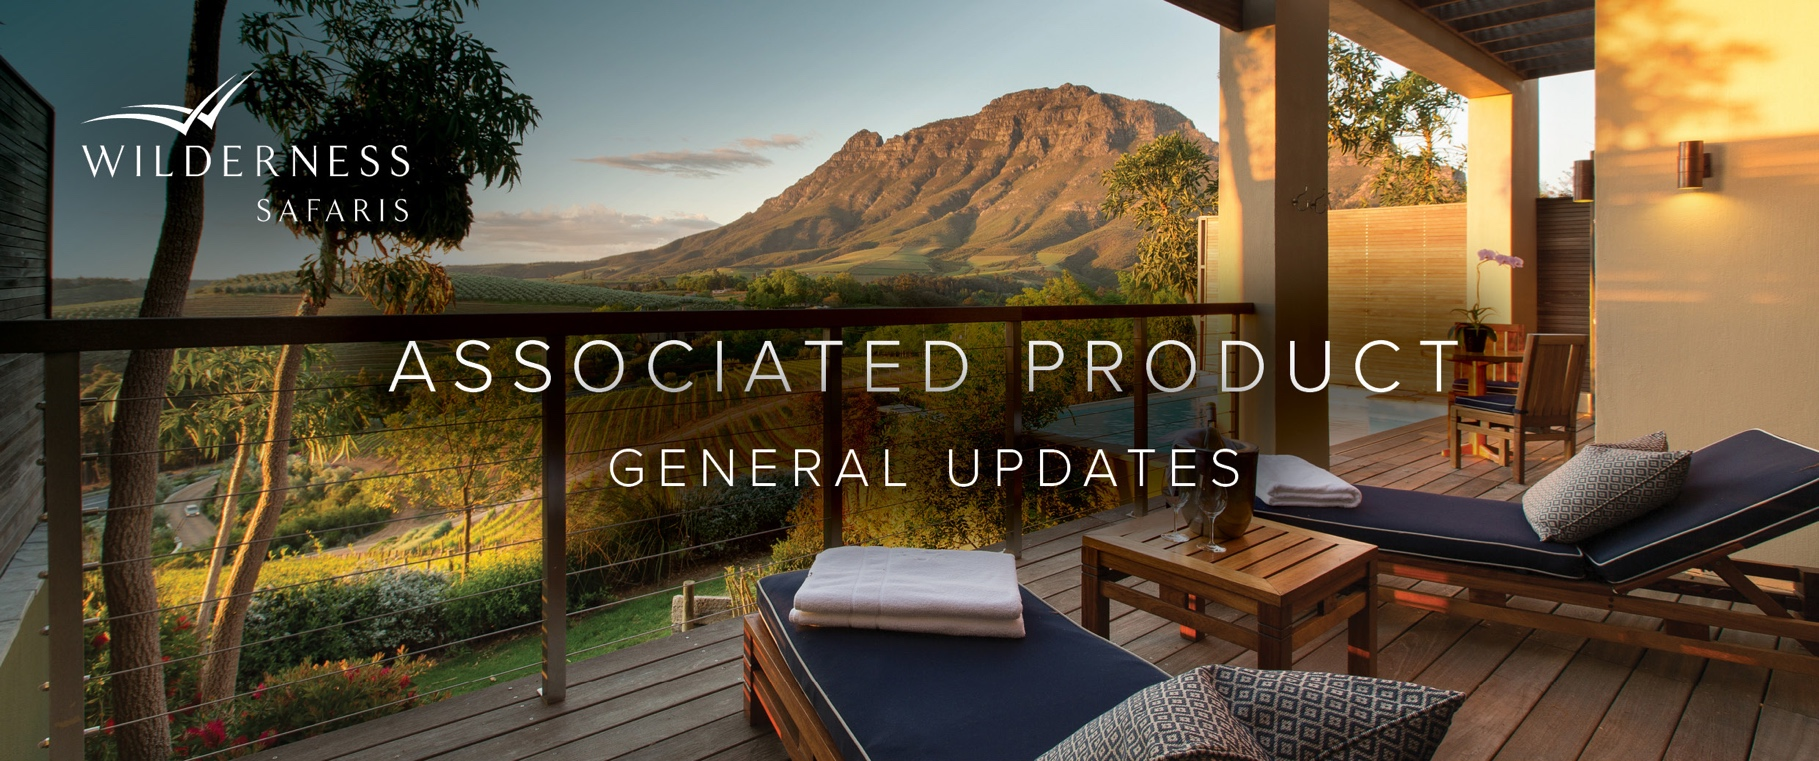 WILDERNESS
SAFARIS
ASSOCIATED PRODUCT
GENERAL UPDATES